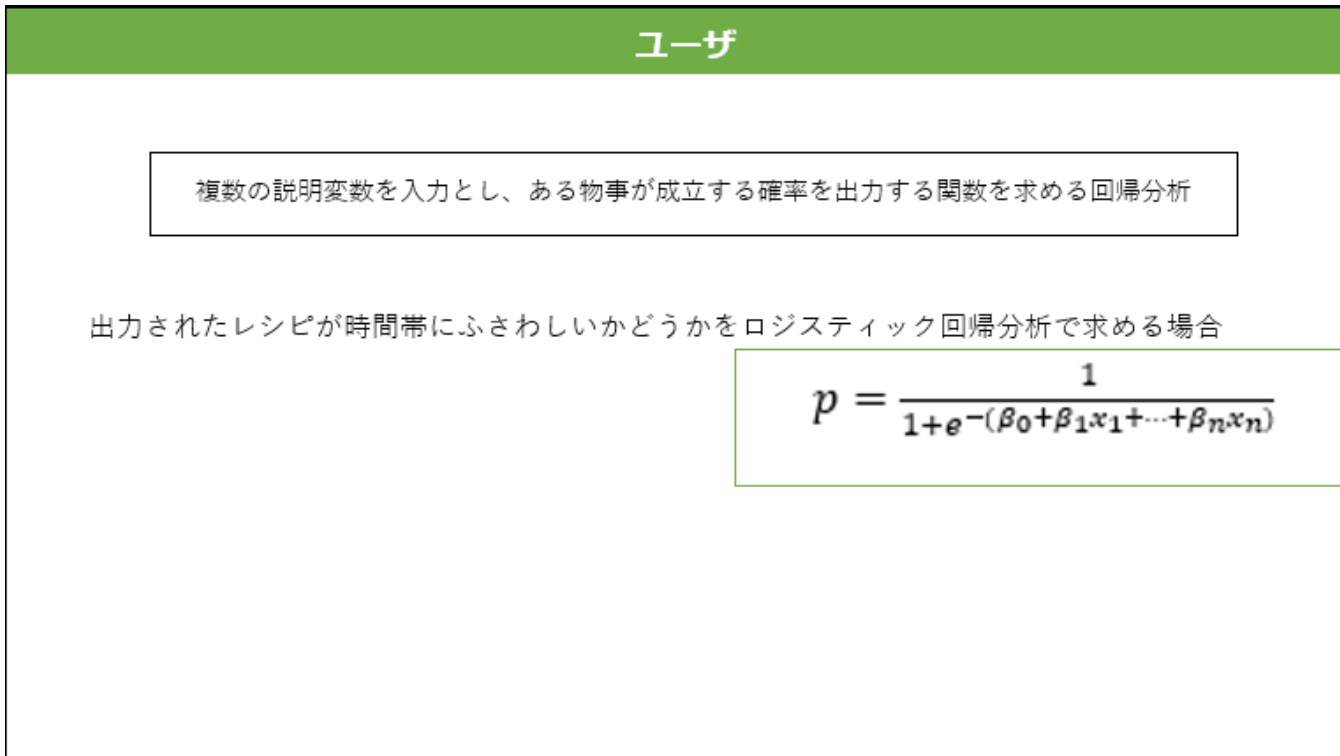 ユーザ
複数の説明変数を入力とし、ある物事が成立する確率を出力する関数を求める回帰分析
出力されたレシピが時間帯にふさわしいかどうかをロジスティック回帰分析で求める場合
p = 1 / 1+e^−(β₀+β₁x₁+⋯+βₙxₙ)